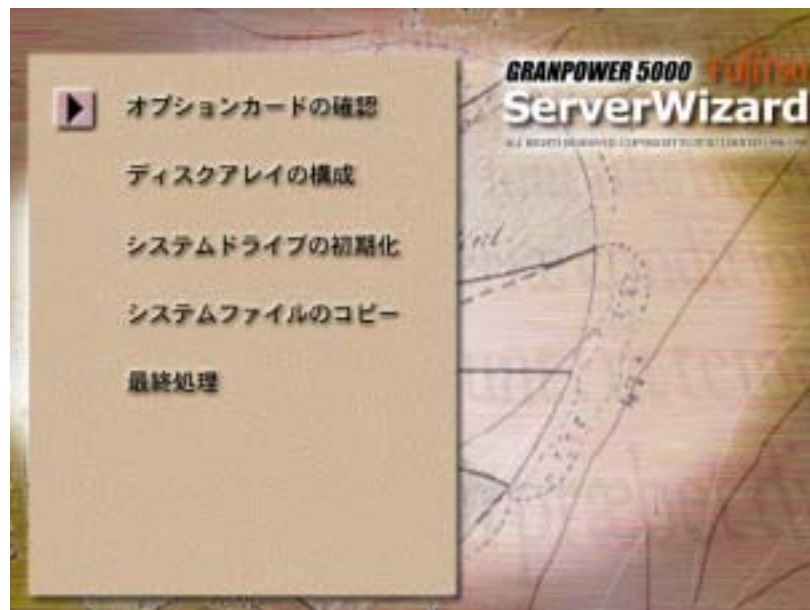 GRANPOWER 5000 FUJITSU
ServerWizard
オプションカードの確認
ディスクアレイの構成
システムドライブの初期化
システムファイルのコピー
最終処理